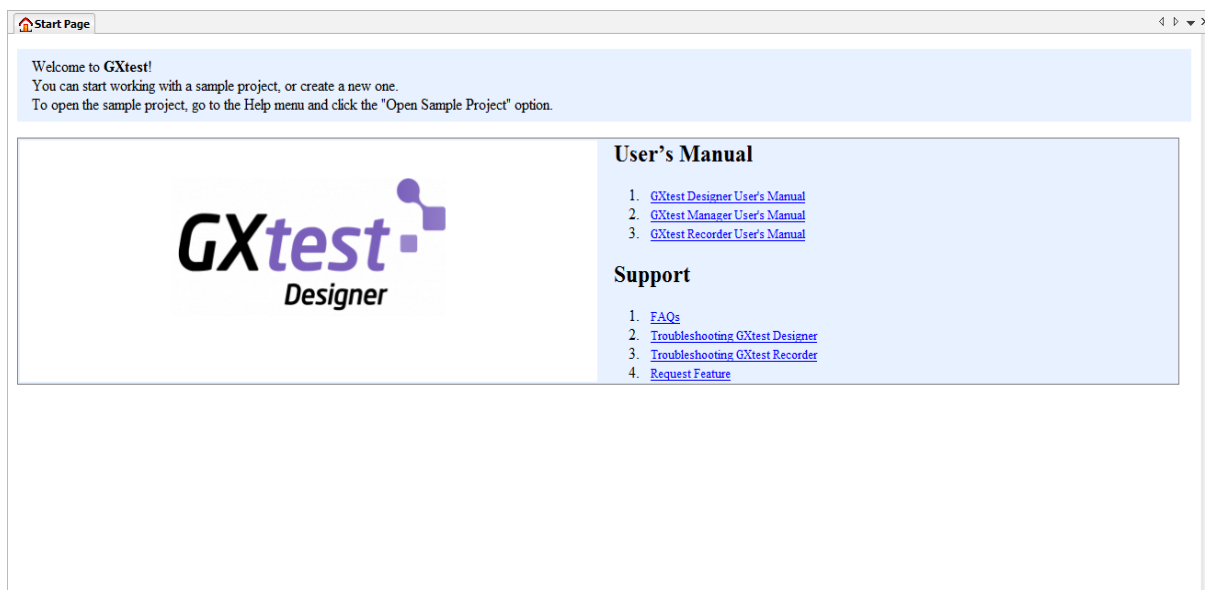 Start Page
Welcome to GXtest!
You can start working with a sample project, or create a new one.
To open the sample project, go to the Help menu and click the "Open Sample Project" option.
GXtest
Designer
User’s Manual
1. GXtest Designer User's Manual
2. GXtest Manager User's Manual
3. GXtest Recorder User's Manual
Support
1. FAQs
2. Troubleshooting GXtest Designer
3. Troubleshooting GXtest Recorder
4. Request Feature